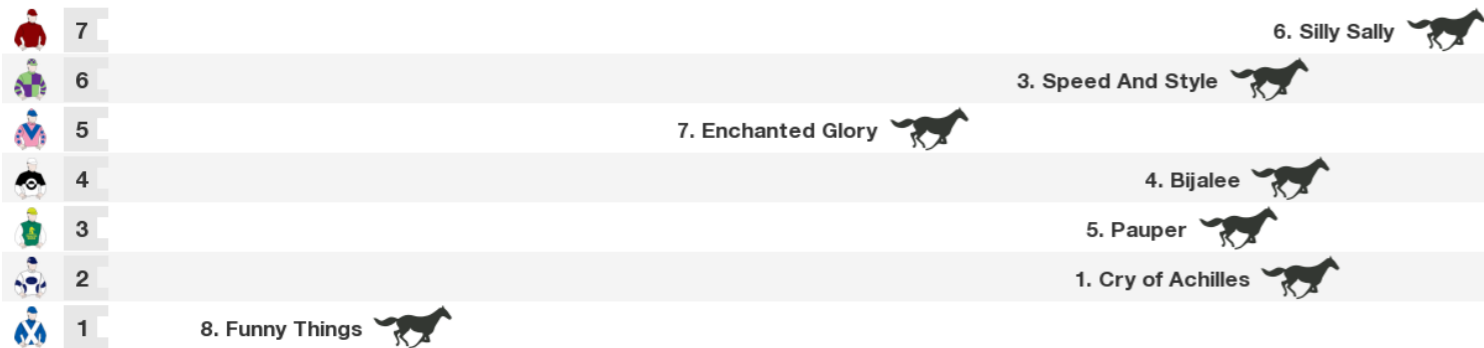 7 6. Silly Sally
6 3. Speed And Style
5 7. Enchanted Glory
4 4. Bijalee
3 5. Pauper
2 1. Cry of Achilles
1 8. Funny Things